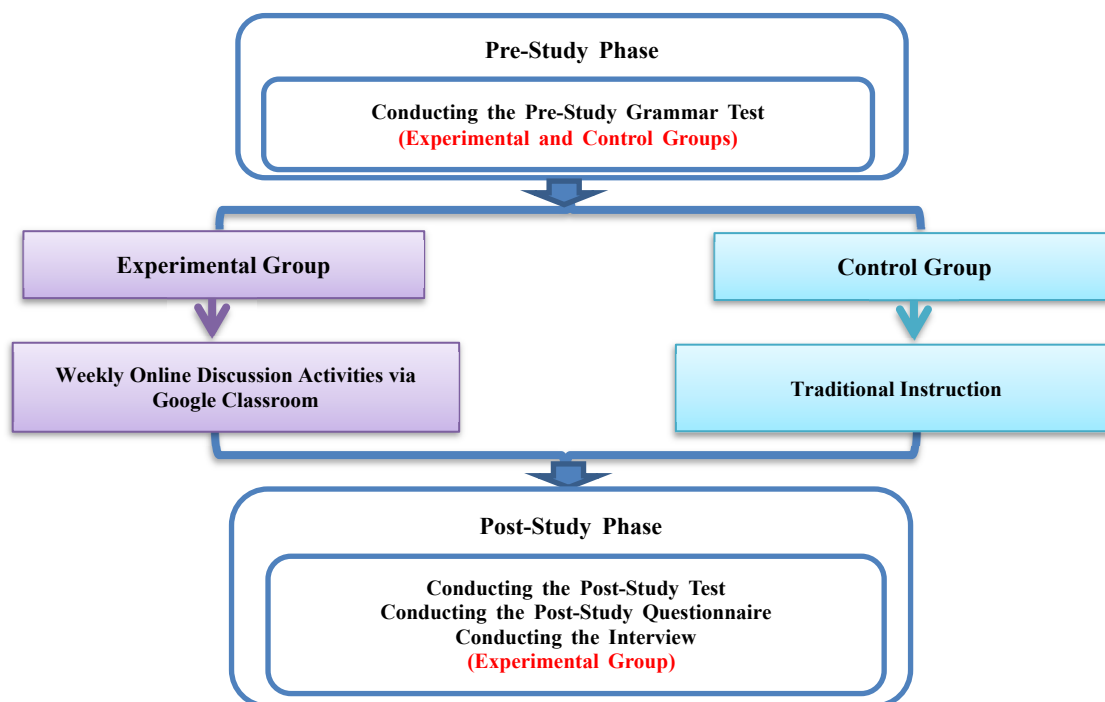 Pre-Study Phase
Conducting the Pre-Study Grammar Test
(Experimental and Control Groups)
Experimental Group
Control Group
Weekly Online Discussion Activities via
Google Classroom
Traditional Instruction
Post-Study Phase
Conducting the Post-Study Test
Conducting the Post-Study Questionnaire
Conducting the Interview
(Experimental Group)